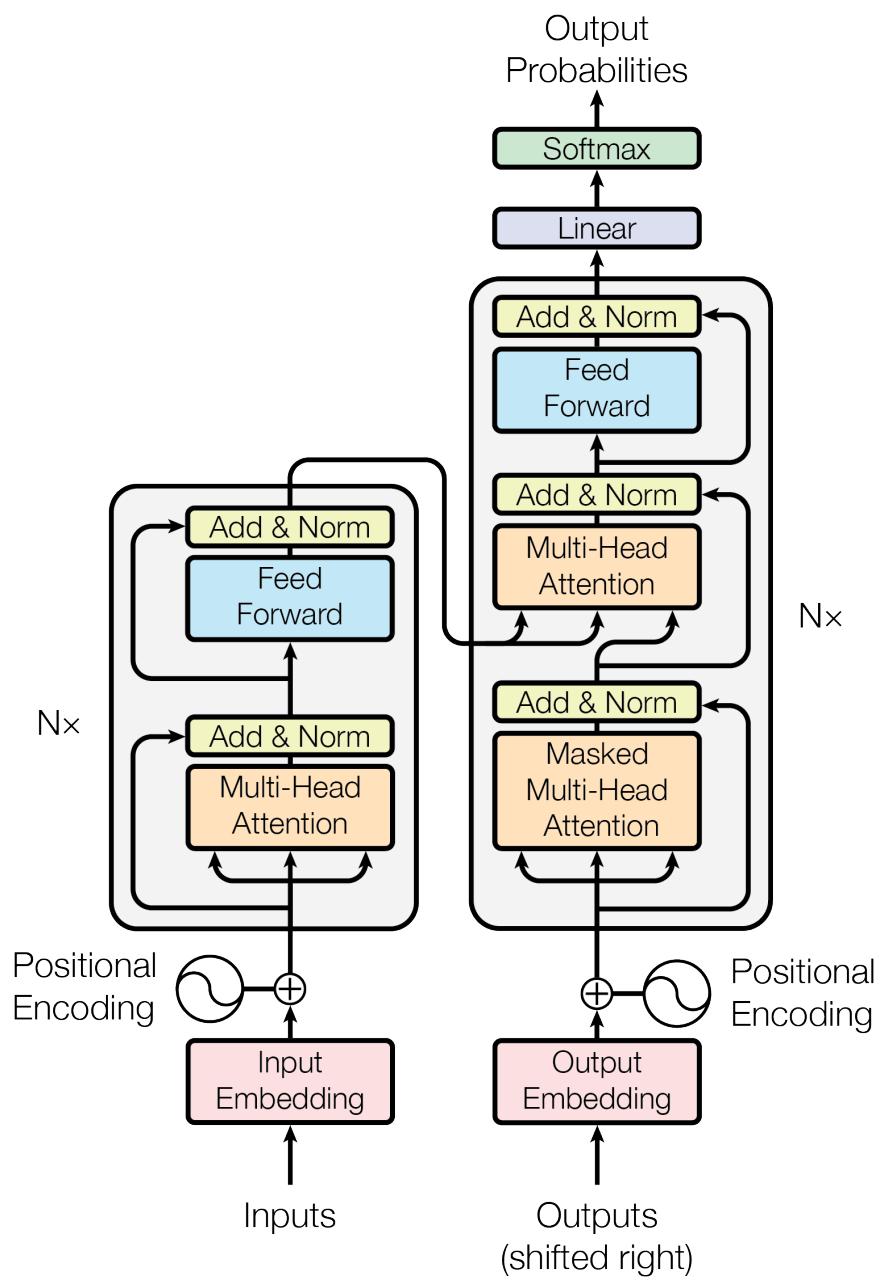 Output
Probabilities
Softmax
Linear
Add & Norm
Feed
Forward
Add & Norm
Multi-Head
Attention
Add & Norm
Masked
Multi-Head
Attention
N×
Add & Norm
Feed
Forward
Add & Norm
Multi-Head
Attention
N×
Positional
Encoding
Positional
Encoding
Input
Embedding
Output
Embedding
Inputs
Outputs
(shifted right)